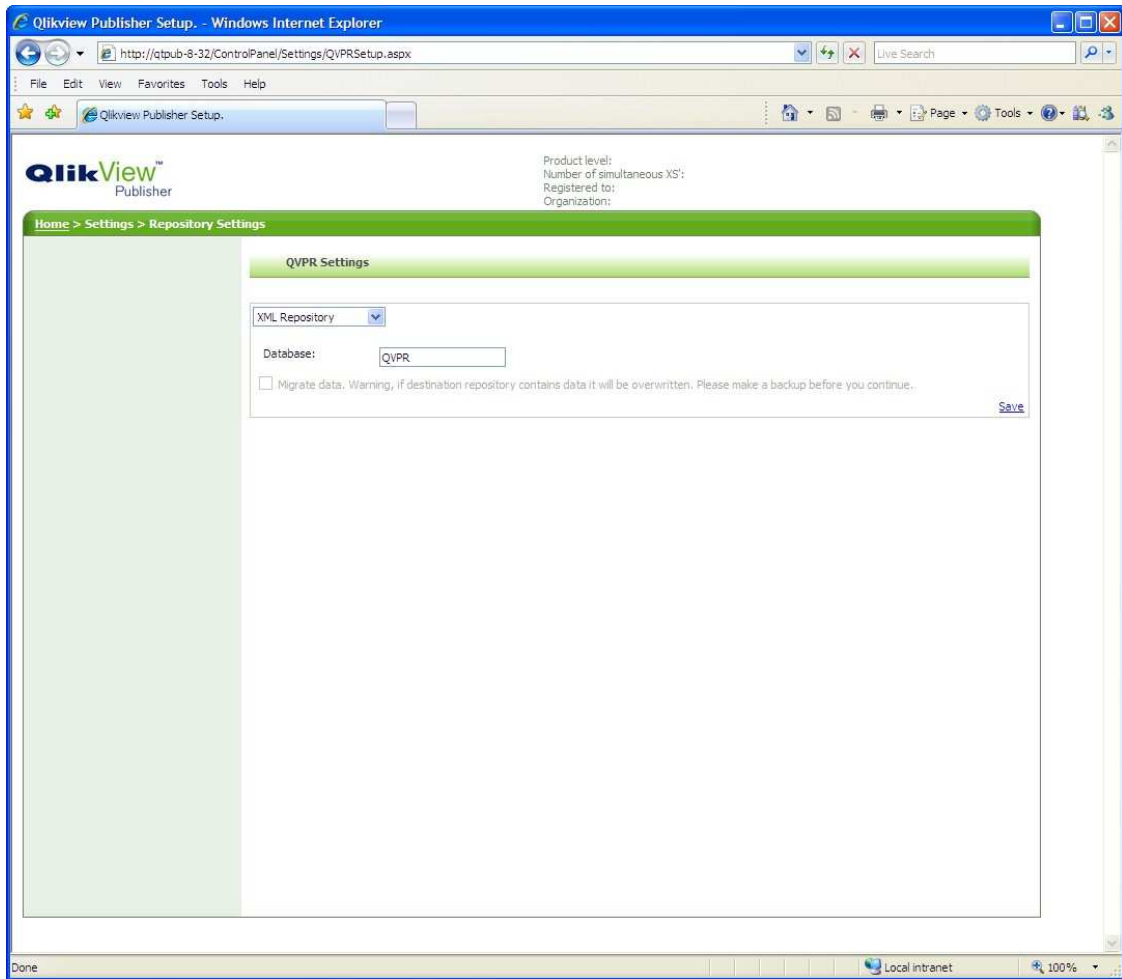 Qlikview Publisher Setup. - Windows Internet Explorer
http://qtpub-8-32/ControlPanel/Settings/QVPRSetup.aspx
Live Search
File Edit View Favorites Tools Help
Qlikview Publisher Setup.
Page Tools
QlikView™
Publisher
Product level:
Number of simultaneous XS':
Registered to:
Organization:
Home > Settings > Repository Settings
QVPR Settings
XML Repository
Database: QVPR
Migrate data. Warning, if destination repository contains data it will be overwritten. Please make a backup before you continue.
Save
Done
Local intranet
100%